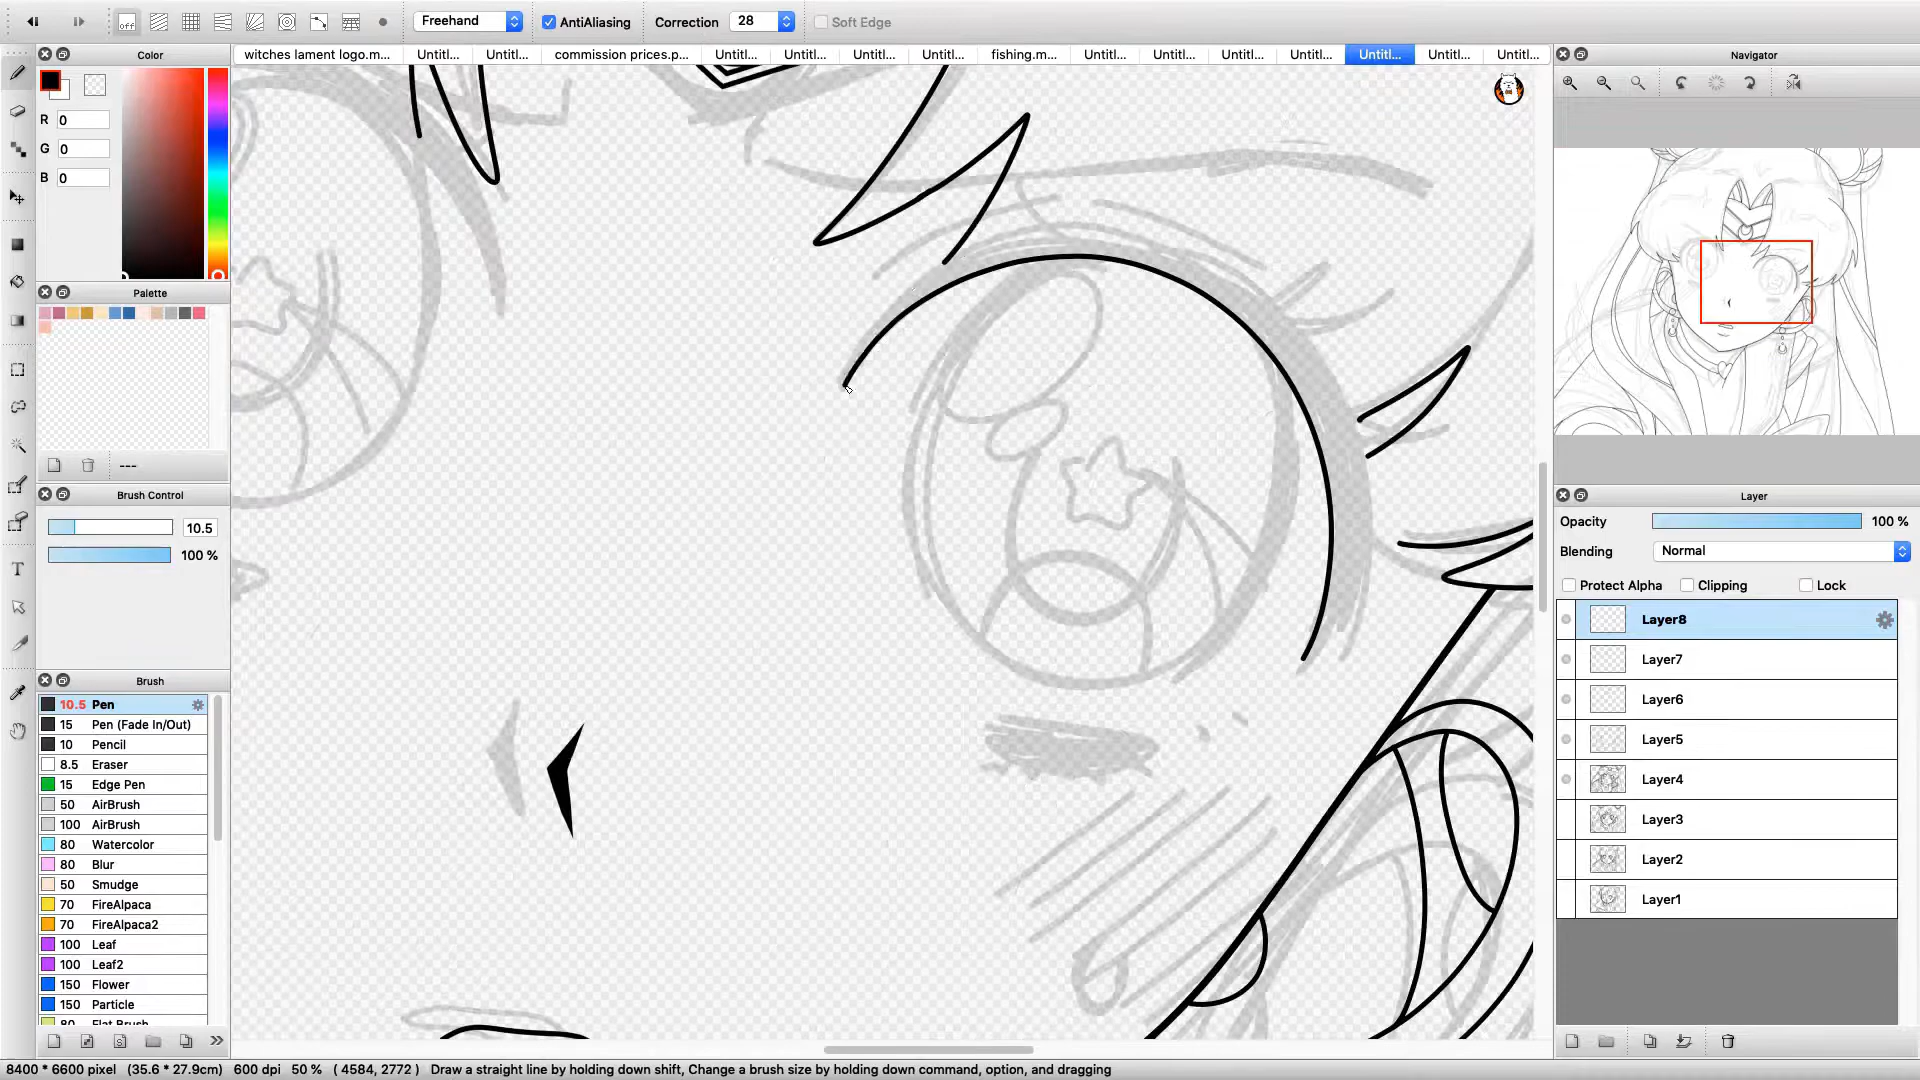 off Freehand AntiAliasing Correction 28 Soft Edge
Color
witches lament logo.m... Untitl... Untitl... commission prices.p... Untitl... Untitl... Untitl... Untitl... fishing.m... Untitl... Untitl... Untitl... Untitl... Untitl... Untitl... Untitl...
Navigator
R 0
G 0
B 0
Palette
---
Brush Control
10.5
100 %
Brush
10.5 Pen
15 Pen (Fade In/Out)
10 Pencil
8.5 Eraser
15 Edge Pen
50 AirBrush
100 AirBrush
80 Watercolor
80 Blur
50 Smudge
70 FireAlpaca
70 FireAlpaca2
100 Leaf
100 Leaf2
150 Flower
150 Particle
80 Flat Brush
Layer
Opacity 100 %
Blending Normal
Protect Alpha Clipping Lock
Layer8
Layer7
Layer6
Layer5
Layer4
Layer3
Layer2
Layer1
8400 * 6600 pixel (35.6 * 27.9cm) 600 dpi 50 % ( 4584, 2772 ) Draw a straight line by holding down shift, Change a brush size by holding down command, option, and dragging